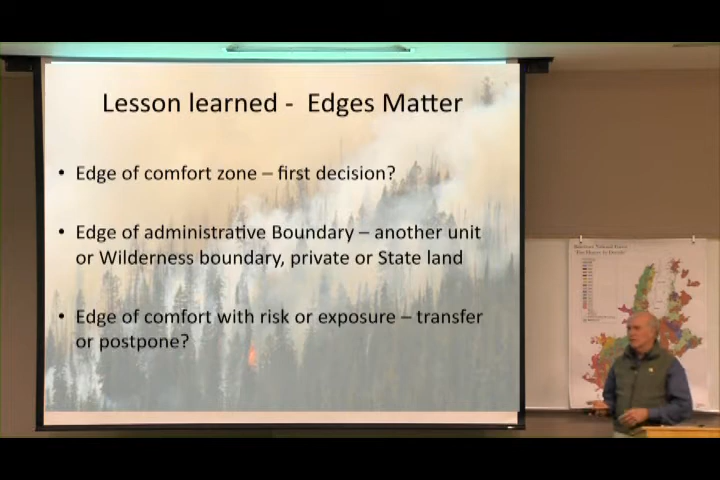 Lesson learned - Edges Matter
• Edge of comfort zone – first decision?
• Edge of administrative Boundary – another unit
or Wilderness boundary, private or State land
• Edge of comfort with risk or exposure – transfer
or postpone?